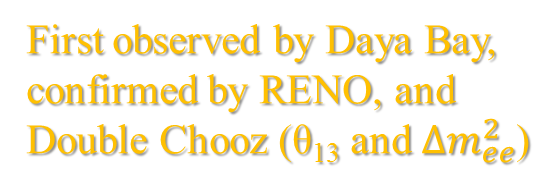 First observed by Daya Bay,
confirmed by RENO, and
Double Chooz (θ₁₃ and Δm²ₑₑ)